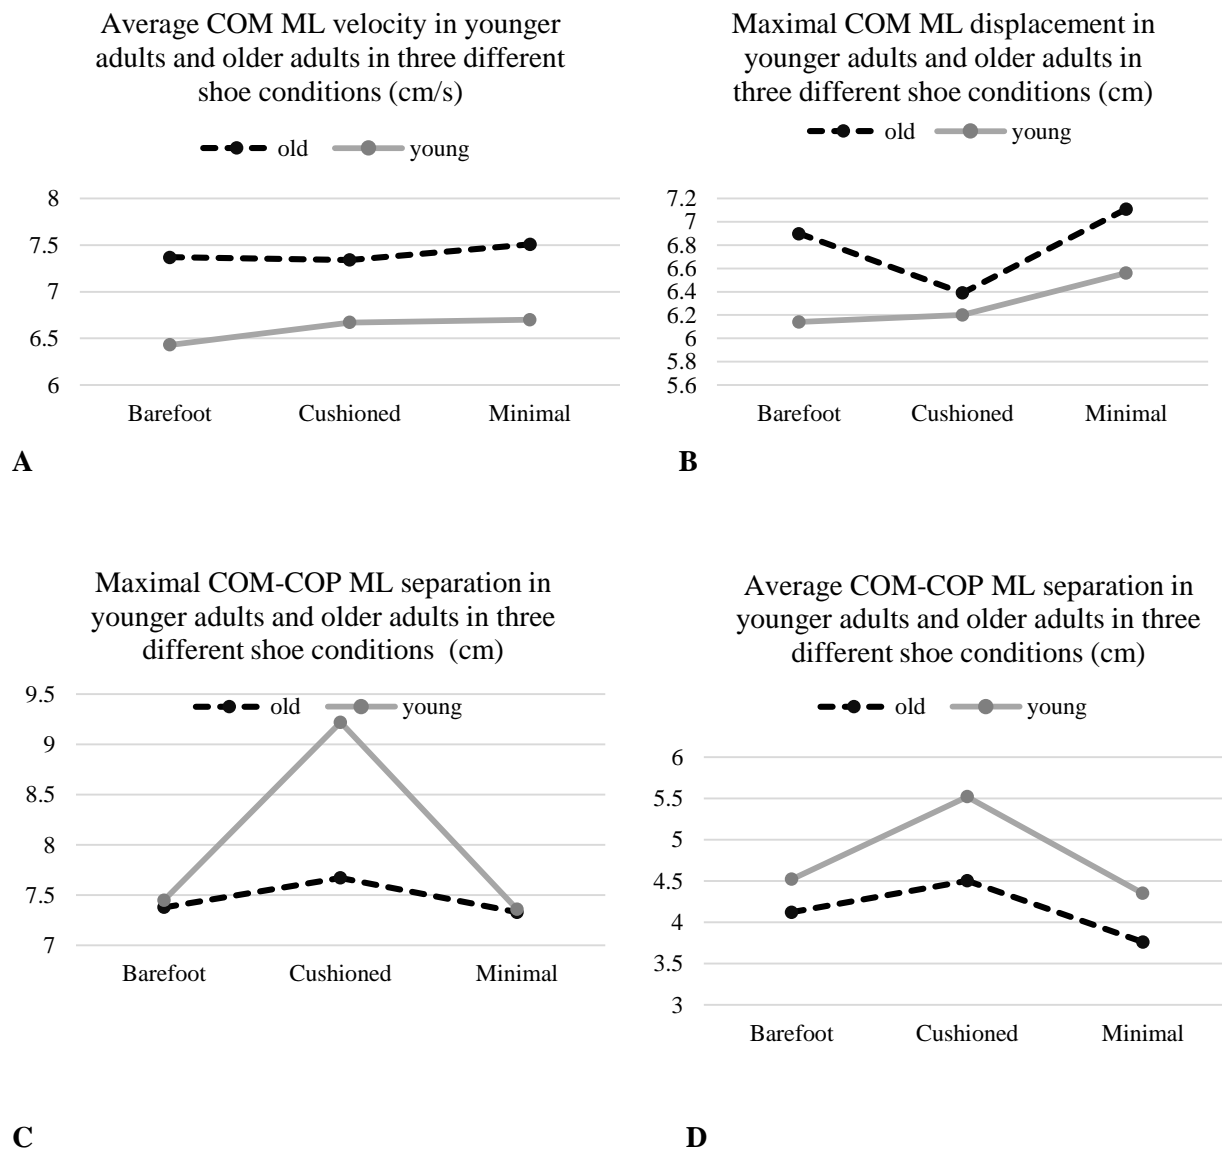 Average COM ML velocity in younger
adults and older adults in three different
shoe conditions (cm/s)
old young
8
7.5
7
6.5
6
Barefoot Cushioned Minimal
A
Maximal COM ML displacement in
younger adults and older adults in
three different shoe conditions (cm)
old young
7.2
7
6.8
6.6
6.4
6.2
6
5.8
5.6
Barefoot Cushioned Minimal
B
Maximal COM-COP ML separation in
younger adults and older adults in three
different shoe conditions (cm)
old young
9.5
9
8.5
8
7.5
7
Barefoot Cushioned Minimal
C
Average COM-COP ML separation in
younger adults and older adults in three
different shoe conditions (cm)
old young
6
5.5
5
4.5
4
3.5
3
Barefoot Cushioned Minimal
D